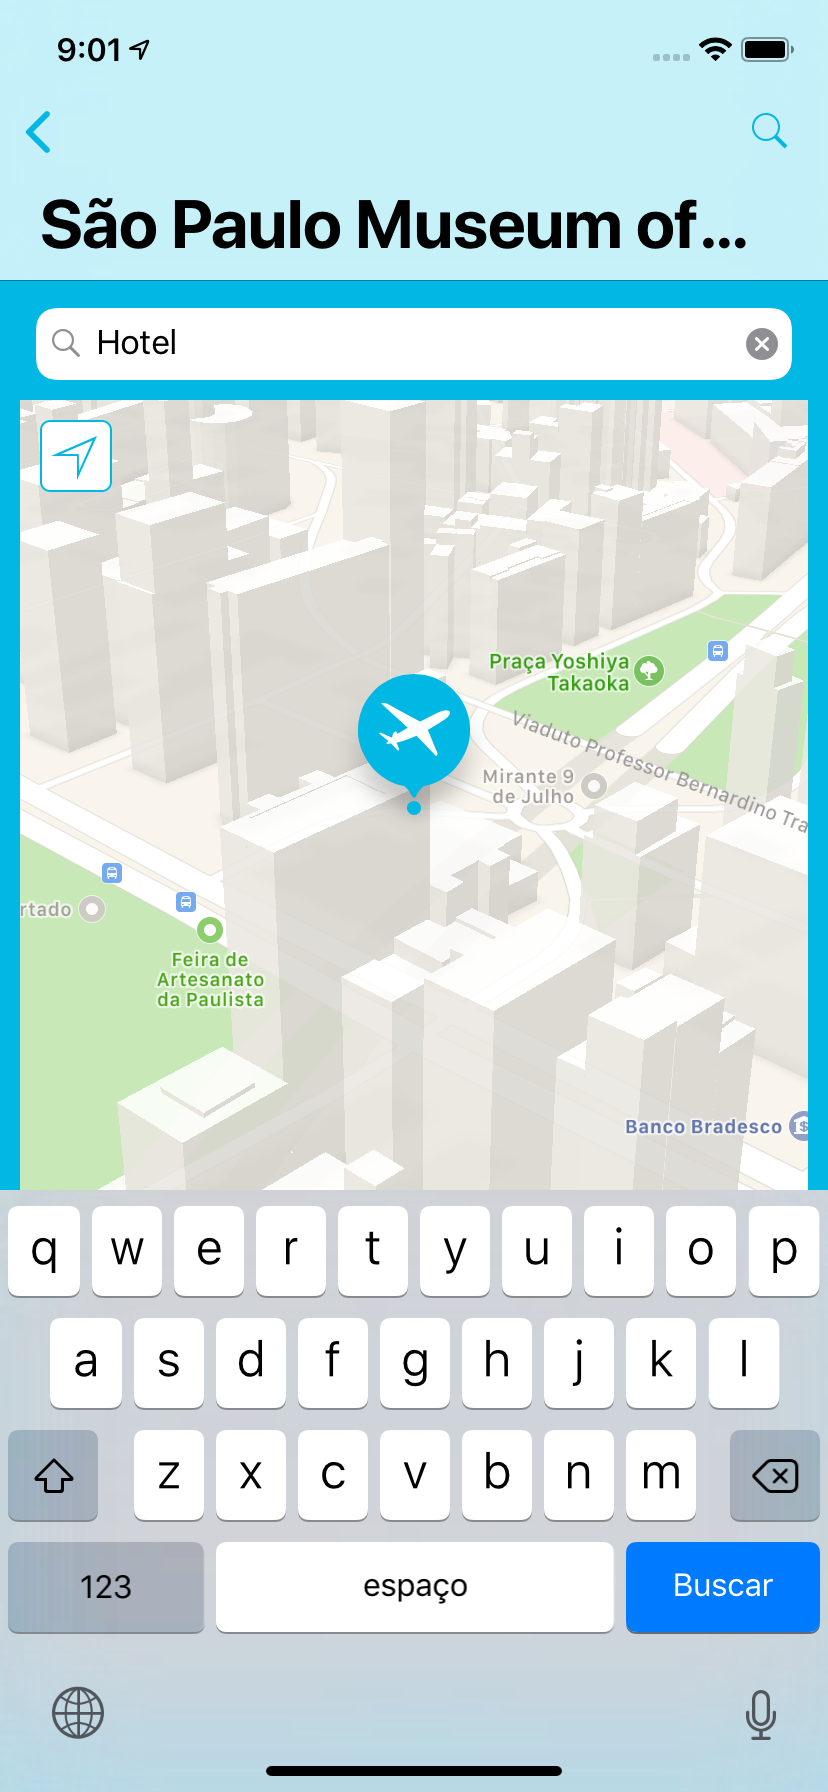 9:01
São Paulo Museum of...
Hotel
Praça Yoshiya
Takaoka
Viaduto Professor Bernardino Tra
Mirante 9
de Julho
rtado
Feira de
Artesanato
da Paulista
Banco Bradesco
q w e r t y u i o p
a s d f g h j k l
z x c v b n m
123 espaço Buscar